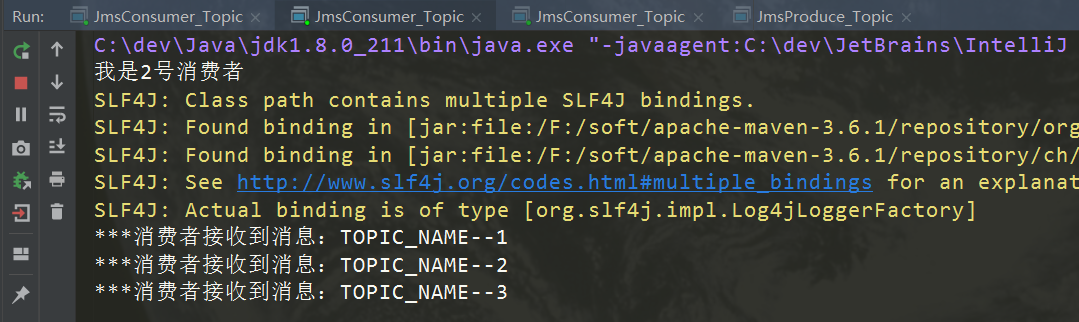 Run: JmsConsumer_Topic JmsConsumer_Topic JmsConsumer_Topic JmsProduce_Topic
C:\dev\Java\jdk1.8.0_211\bin\java.exe "-javaagent:C:\dev\JetBrains\IntelliJ
我是2号消费者
SLF4J: Class path contains multiple SLF4J bindings.
SLF4J: Found binding in [jar:file:/F:/soft/apache-maven-3.6.1/repository/org
SLF4J: Found binding in [jar:file:/F:/soft/apache-maven-3.6.1/repository/ch/
SLF4J: See http://www.slf4j.org/codes.html#multiple_bindings for an explanat
SLF4J: Actual binding is of type [org.slf4j.impl.Log4jLoggerFactory]
***消费者接收到消息：TOPIC_NAME--1
***消费者接收到消息：TOPIC_NAME--2
***消费者接收到消息：TOPIC_NAME--3